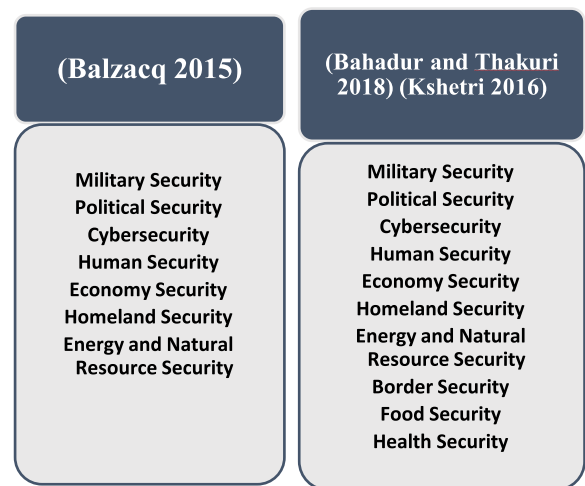 (Balzacq 2015)
Military Security
Political Security
Cybersecurity
Human Security
Economy Security
Homeland Security
Energy and Natural
Resource Security
(Bahadur and Thakuri
2018) (Kshetri 2016)
Military Security
Political Security
Cybersecurity
Human Security
Economy Security
Homeland Security
Energy and Natural
Resource Security
Border Security
Food Security
Health Security